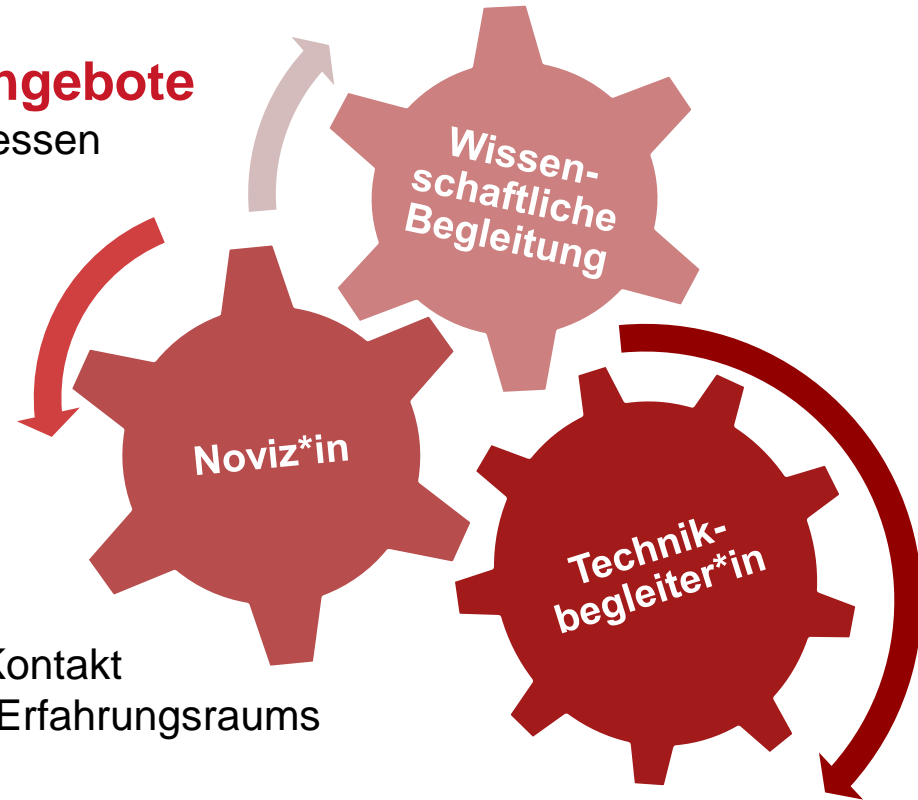 ngebote
essen
Wissen-
schaftliche
Begleitung
Noviz*in
Technik-
begleiter*in
Kontakt
Erfahrungsraums